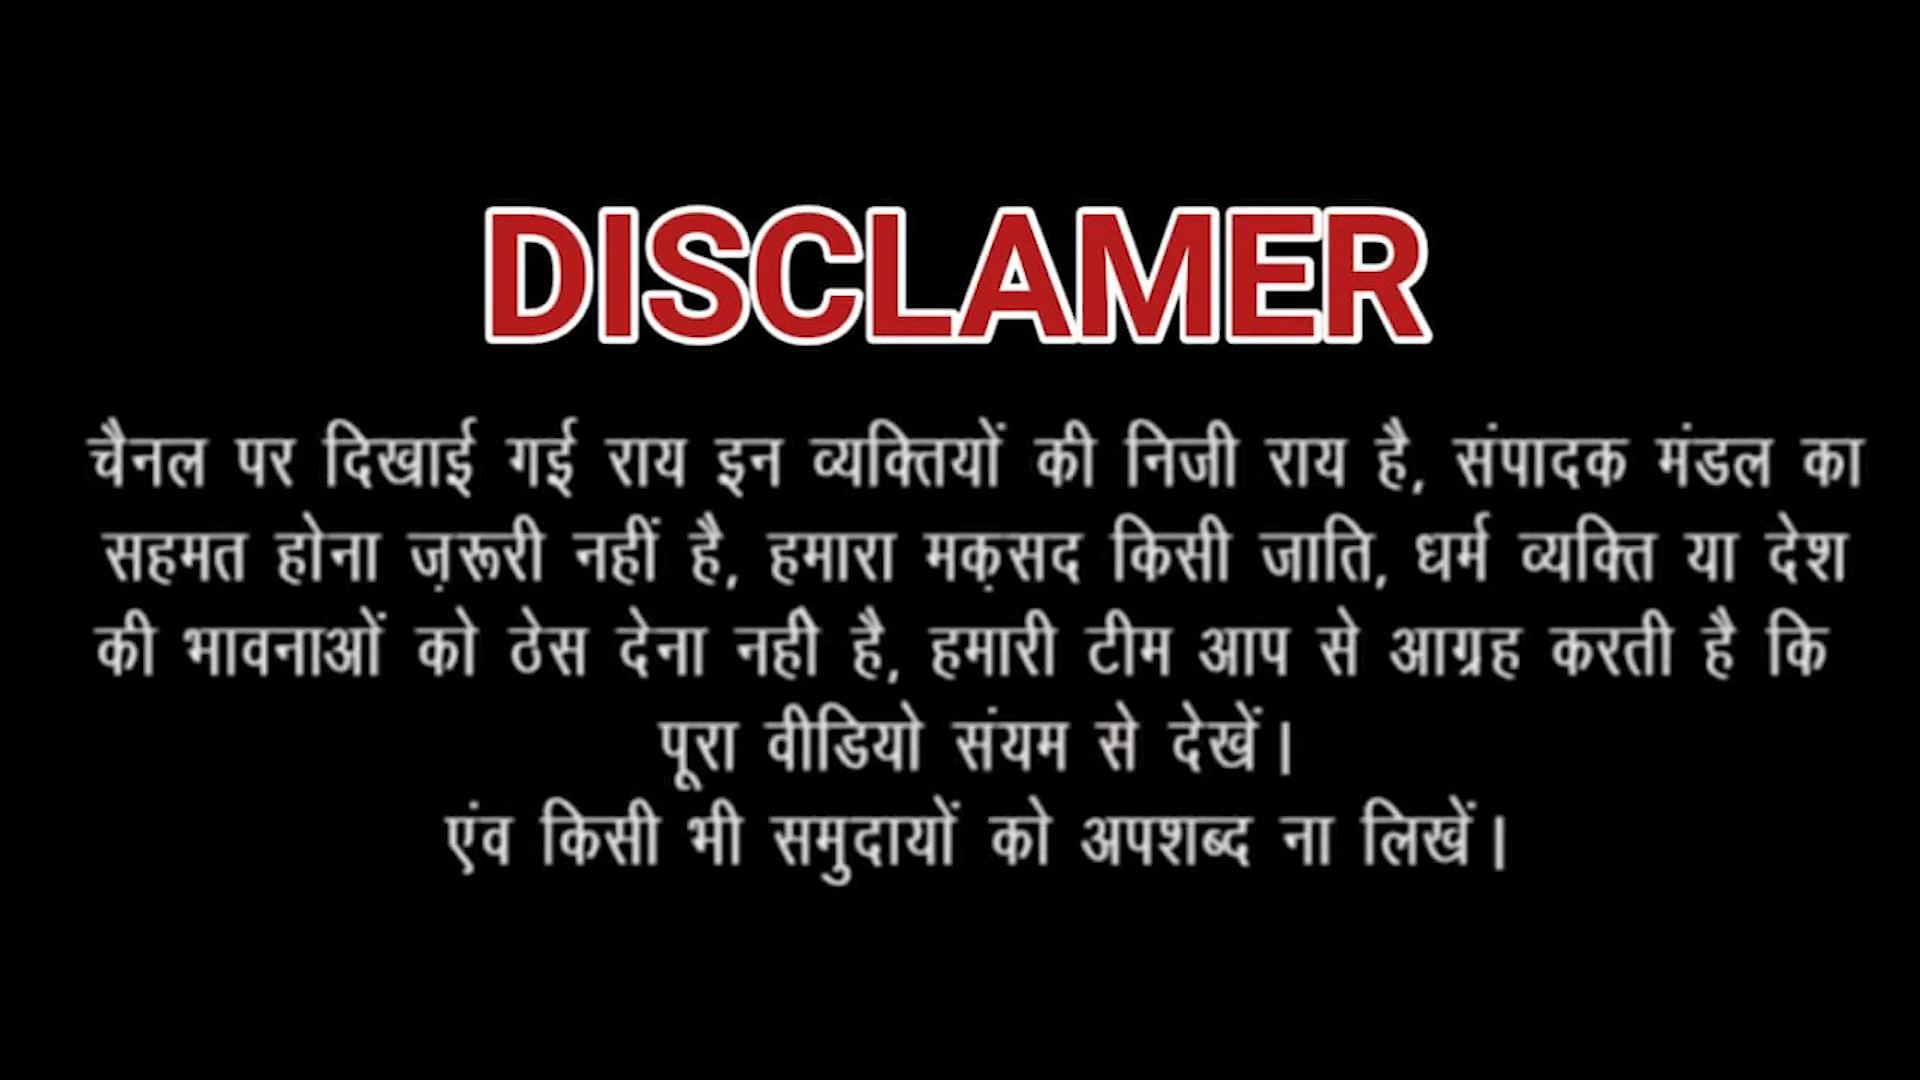 DISCLAMER
चैनल पर दिखाई गई राय इन व्यक्तियों की निजी राय है, संपादक मंडल का
सहमत होना ज़रूरी नहीं है, हमारा मक़सद किसी जाति, धर्म व्यक्ति या देश
की भावनाओं को ठेस देना नही है, हमारी टीम आप से आग्रह करती है कि
पूरा वीडियो संयम से देखें।
एंव किसी भी समुदायों को अपशब्द ना लिखें।